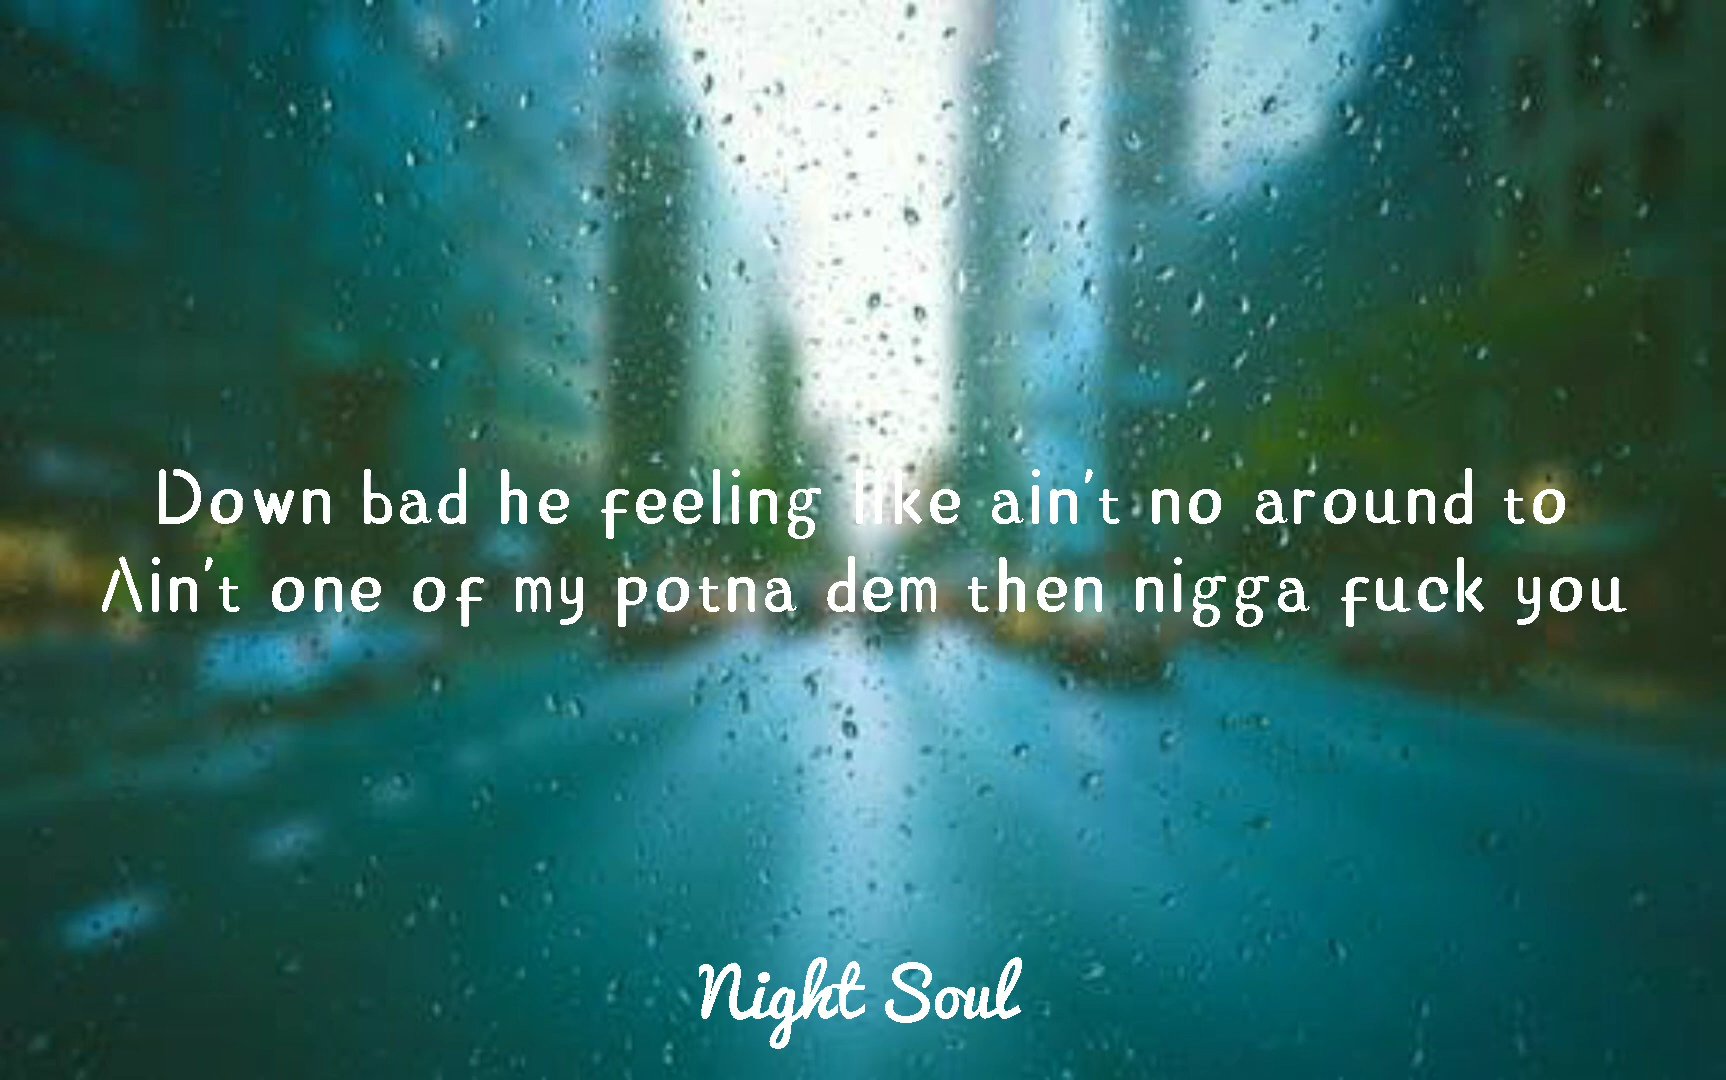 Down bad he feeling like ain't no around to
Ain't one of my potna dem then nigga fuck you
Night Soul